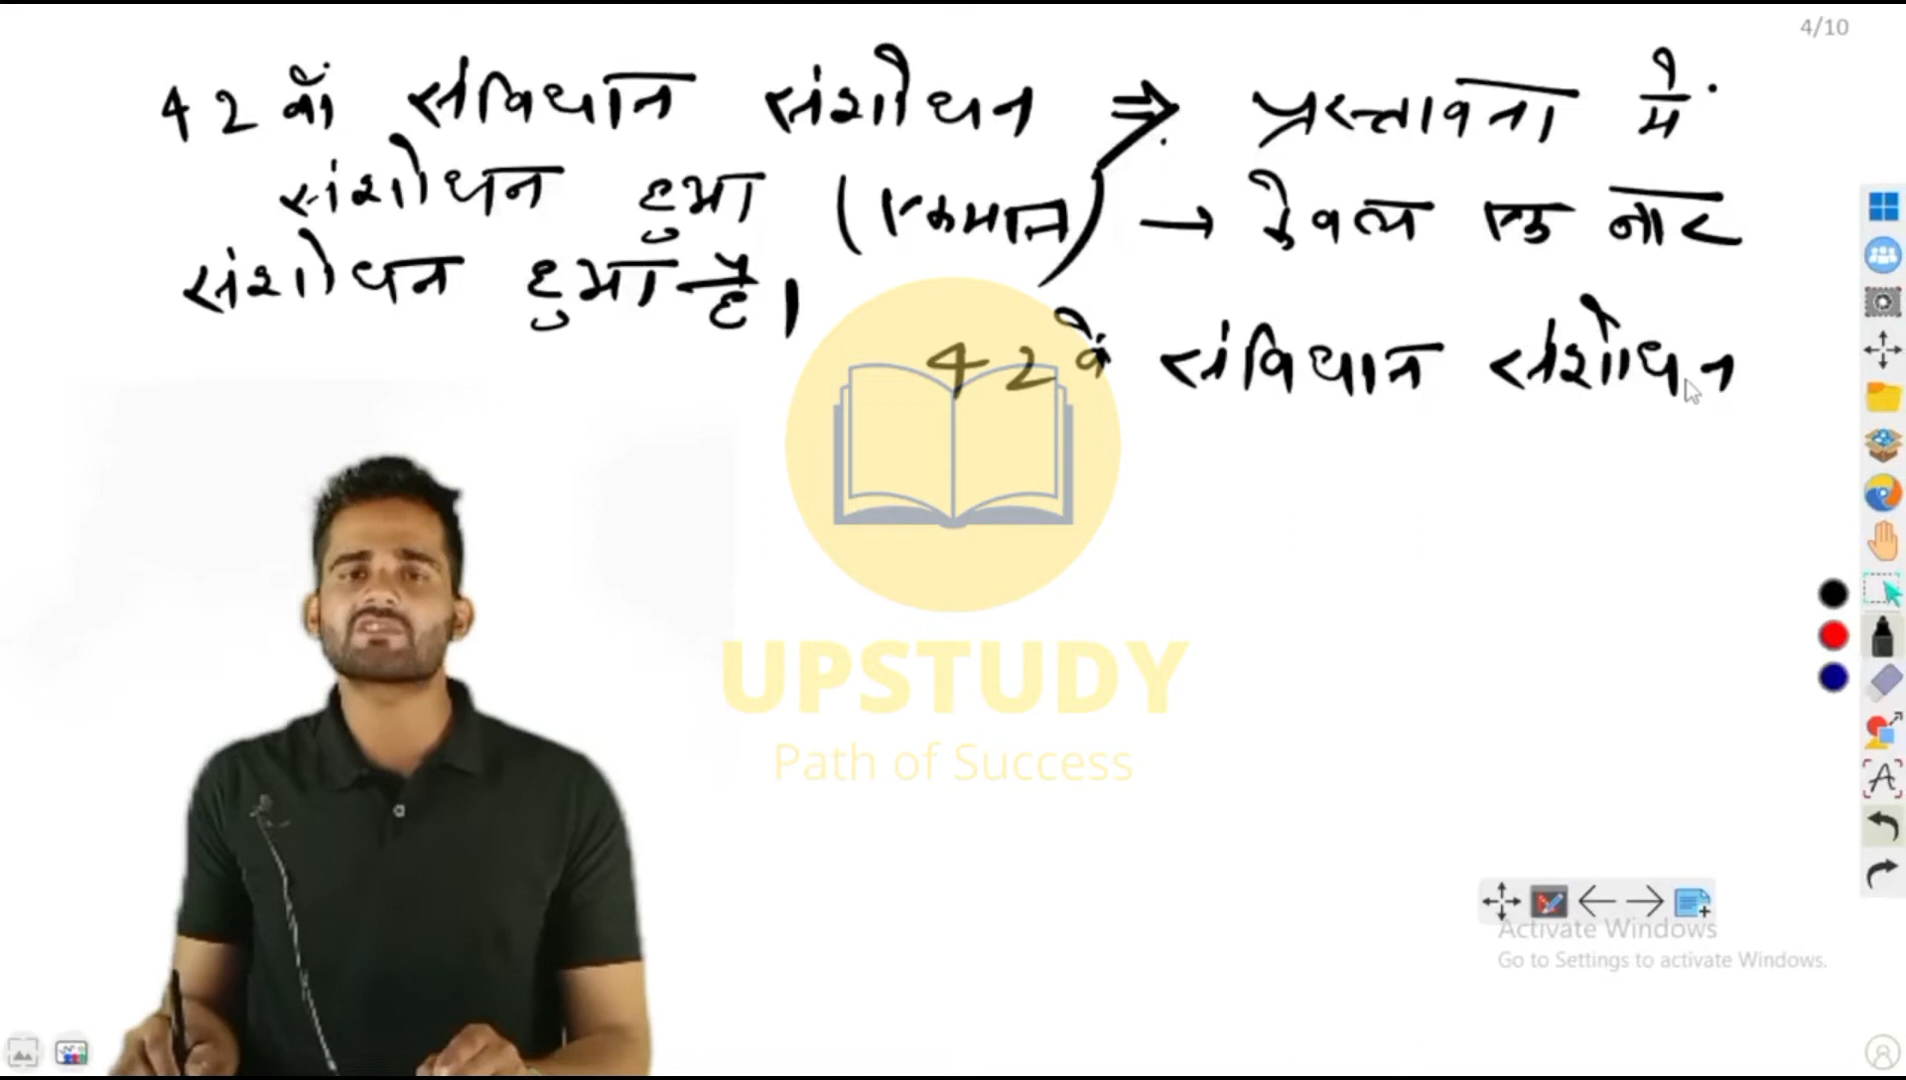 4/10
42वाँ संविधान संशोधन ⇒ प्रस्तावना में
संशोधन हुआ (एकमात्र) → केवल एक बार
संशोधन हुआ है।
42वें संविधान संशोधन
UPSTUDY
Path of Success
Activate Windows
Go to Settings to activate Windows.